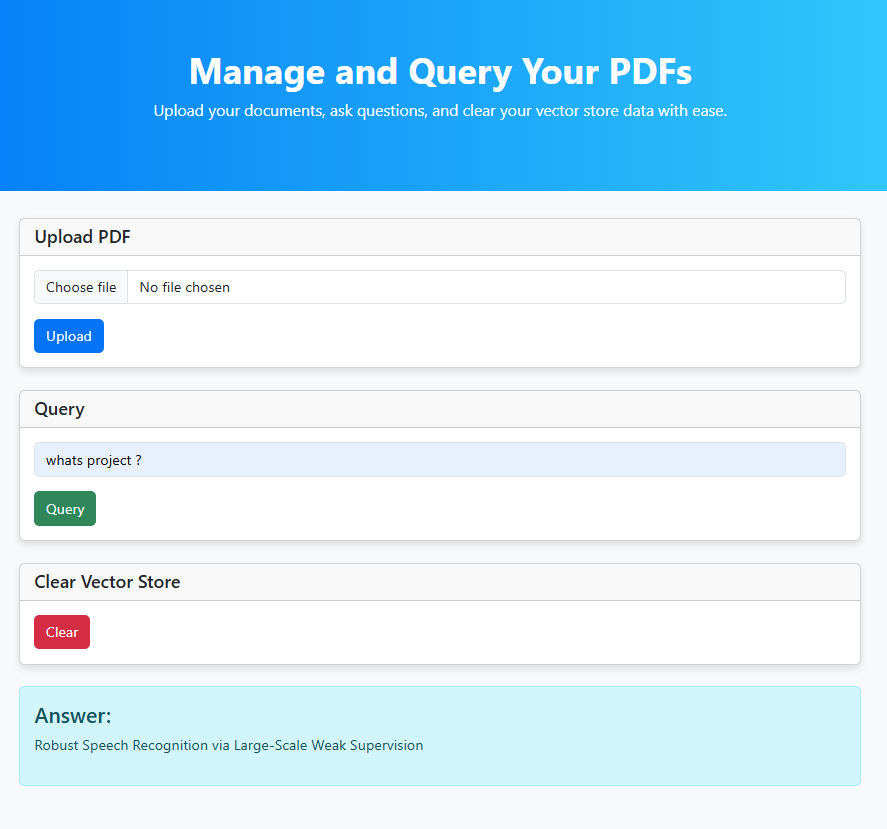 Manage and Query Your PDFs
Upload your documents, ask questions, and clear your vector store data with ease.
Upload PDF
Choose file No file chosen
Upload
Query
whats project ?
Query
Clear Vector Store
Clear
Answer:
Robust Speech Recognition via Large-Scale Weak Supervision